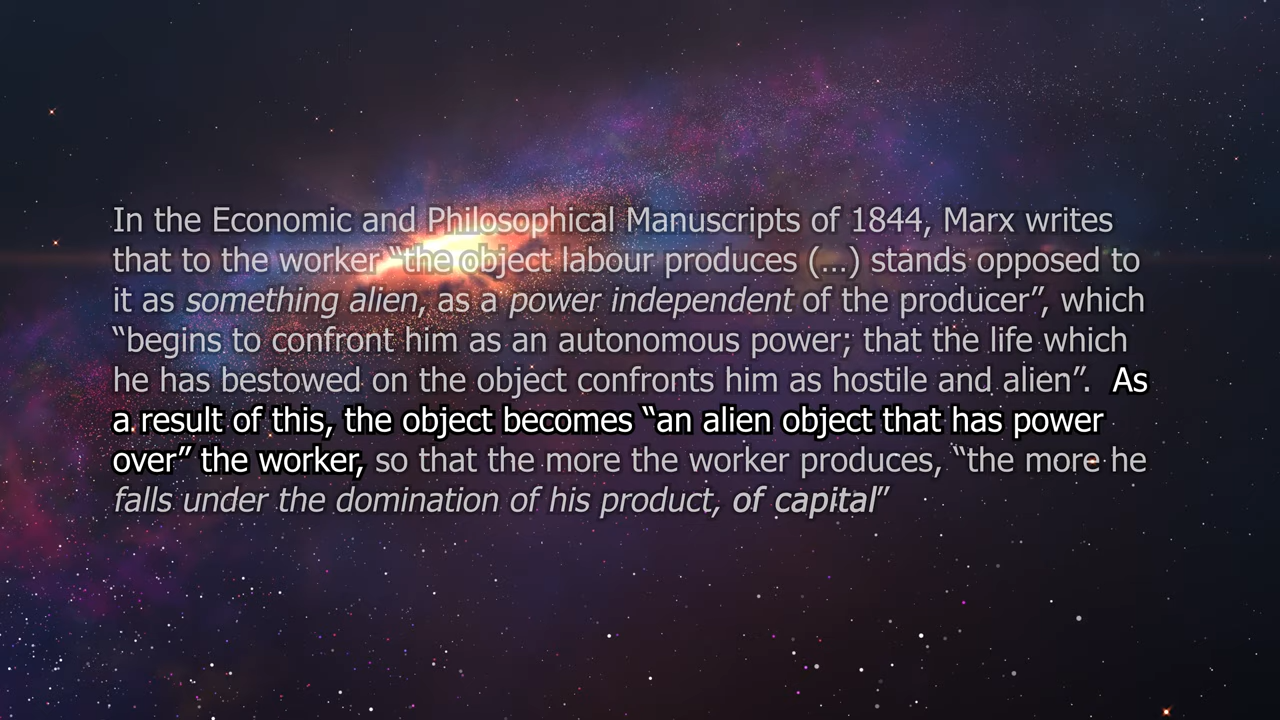 In the Economic and Philosophical Manuscripts of 1844, Marx writes
that to the worker “the object labour produces (...) stands opposed to
it as something alien, as a power independent of the producer”, which
“begins to confront him as an autonomous power; that the life which
he has bestowed on the object confronts him as hostile and alien”. As
a result of this, the object becomes “an alien object that has power
over” the worker, so that the more the worker produces, “the more he
falls under the domination of his product, of capital”